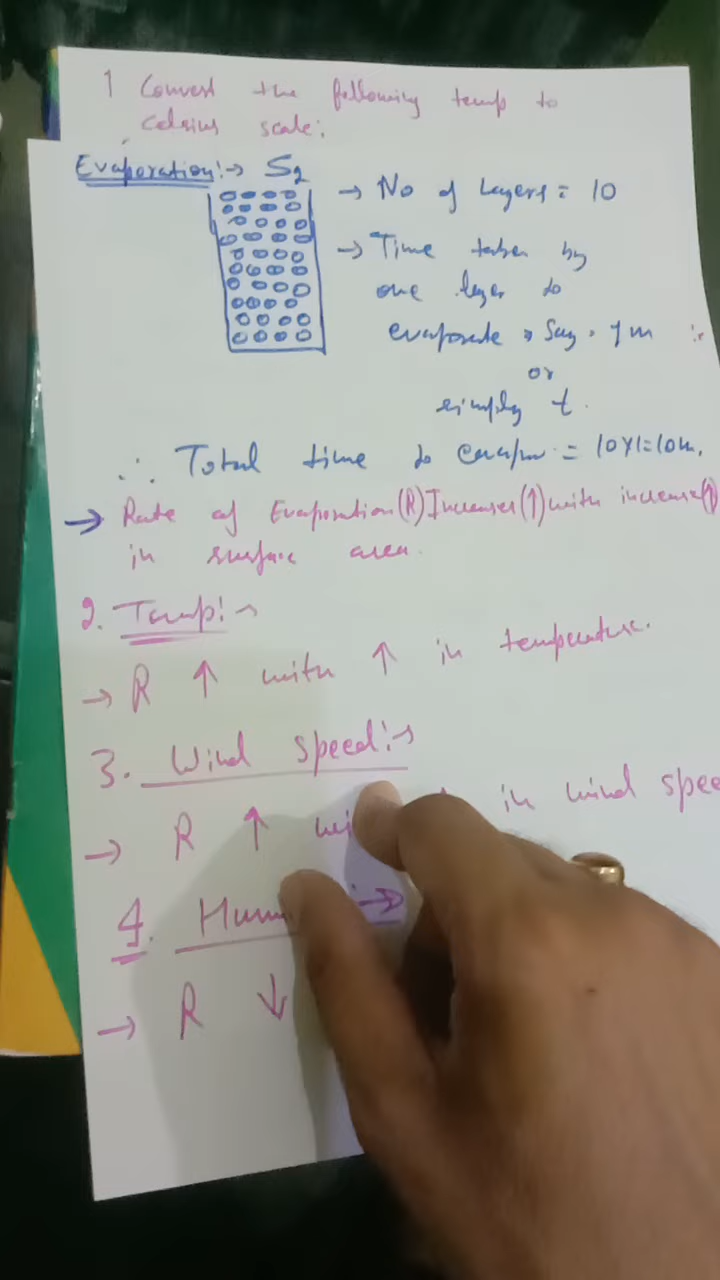 1 Convert the following temp to
Celsius scale:
Evaporation:→ S2
→ No of Layers = 10
→ Time taken by
one layer to
evaporate = Say = 1m
or
simply t.
∴ Total time to = 10x1=10m.
→ Rate of Evaporation(R)Increases(↑)with increase(↑)
in surface area.
2. Temp:→
→ R ↑ with ↑ in temperature.
3. Wind speed:→
→ R ↑ in wind spee
4. Hum →
→ R ↓